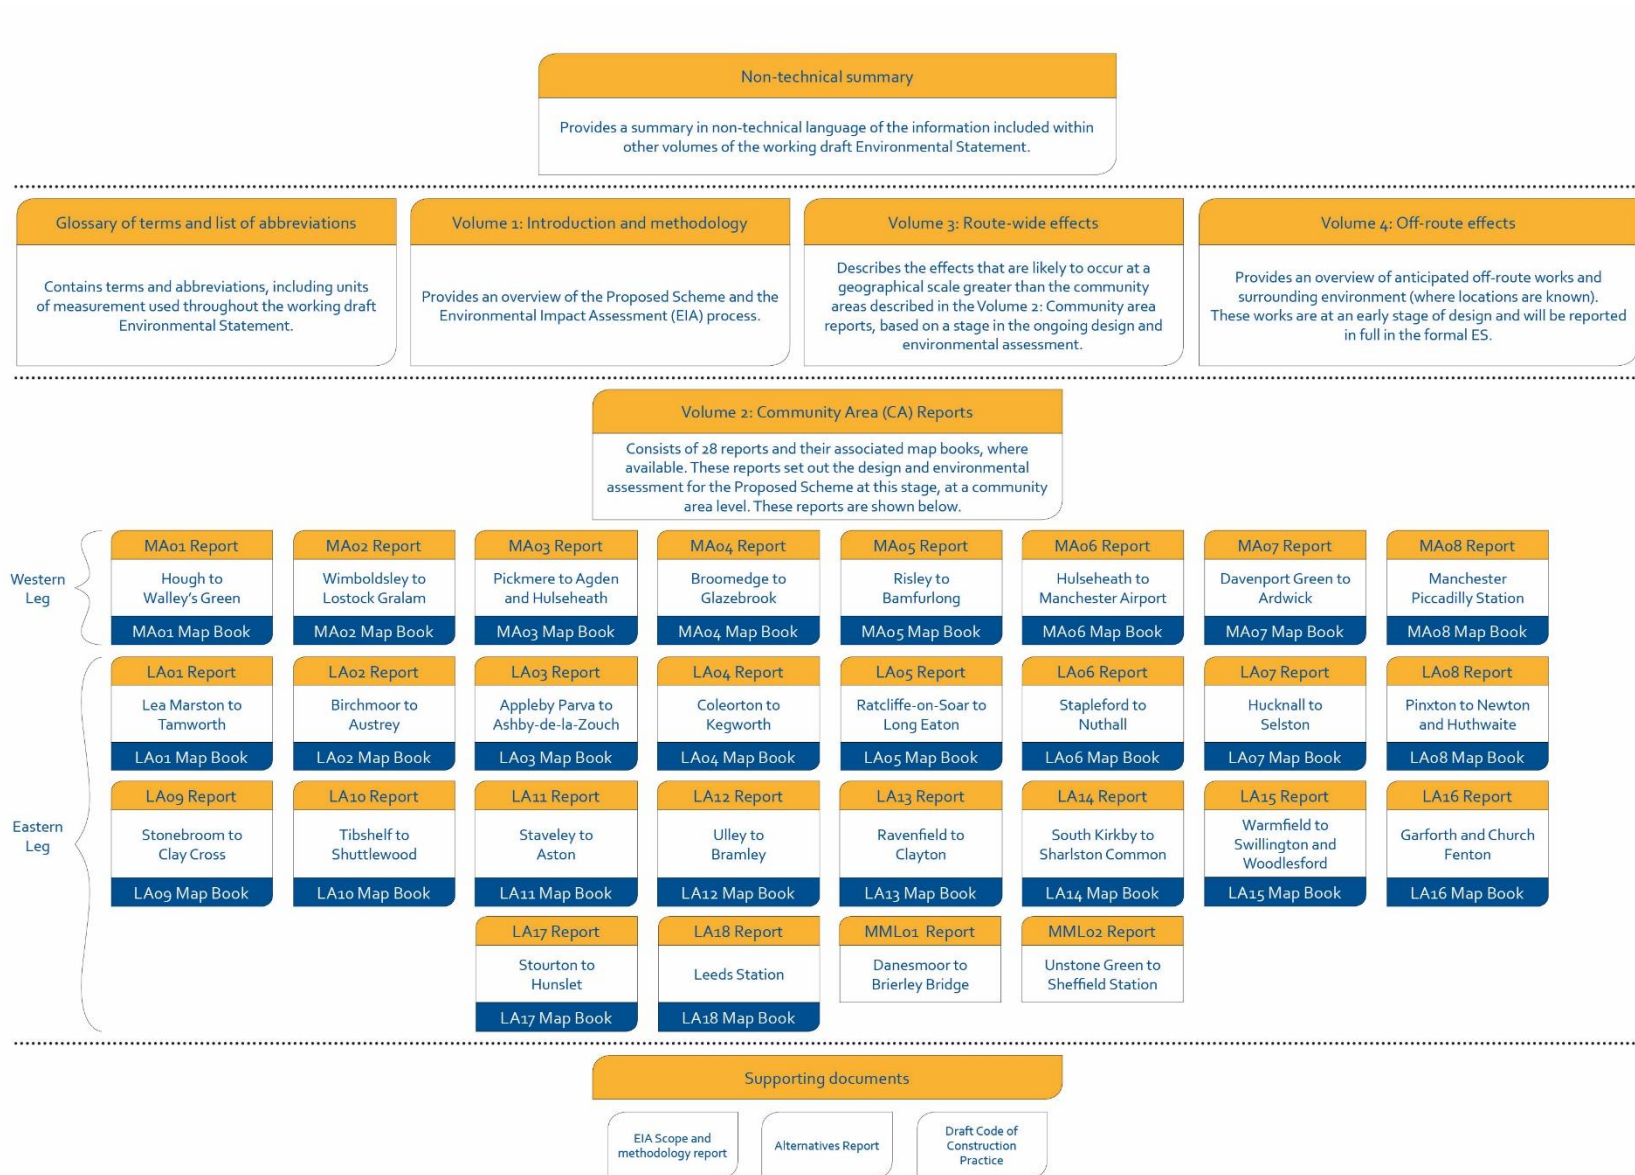 Non-technical summary
Provides a summary in non-technical language of the information included within
other volumes of the working draft Environmental Statement.
Glossary of terms and list of abbreviations
Contains terms and abbreviations, including units
of measurement used throughout the working draft
Environmental Statement.
Volume 1: Introduction and methodology
Provides an overview of the Proposed Scheme and the
Environmental Impact Assessment (EIA) process.
Volume 3: Route-wide effects
Describes the effects that are likely to occur at a
geographical scale greater than the community
areas described in the Volume 2: Community area
reports, based on a stage in the ongoing design and
environmental assessment.
Volume 4: Off-route effects
Provides an overview of anticipated off-route works and
surrounding environment (where locations are known).
These works are at an early stage of design and will be reported
in full in the formal ES.
Volume 2: Community Area (CA) Reports
Consists of 28 reports and their associated map books, where
available. These reports set out the design and environmental
assessment for the Proposed Scheme at this stage, at a community
area level. These reports are shown below.
Western
Leg
MA01 Report
Hough to
Walley's Green
MA01 Map Book
MA02 Report
Wimboldsley to
Lostock Gralam
MA02 Map Book
MA03 Report
Pickmere to Agden
and Hulseheath
MA03 Map Book
MA04 Report
Broomedge to
Glazebrook
MA04 Map Book
MA05 Report
Risley to
Bamfurlong
MA05 Map Book
MA06 Report
Hulseheath to
Manchester Airport
MA06 Map Book
MA07 Report
Davenport Green to
Ardwick
MA07 Map Book
MA08 Report
Manchester
Piccadilly Station
MA08 Map Book
Eastern
Leg
LA01 Report
Lea Marston to
Tamworth
LA01 Map Book
LA02 Report
Birchmoor to
Austrey
LA02 Map Book
LA03 Report
Appleby Parva to
Ashby-de-la-Zouch
LA03 Map Book
LA04 Report
Coleorton to
Kegworth
LA04 Map Book
LA05 Report
Ratcliffe-on-Soar to
Long Eaton
LA05 Map Book
LA06 Report
Stapleford to
Nuthall
LA06 Map Book
LA07 Report
Hucknall to
Selston
LA07 Map Book
LA08 Report
Pinxton to Newton
and Huthwaite
LA08 Map Book
LA09 Report
Stonebroom to
Clay Cross
LA09 Map Book
LA10 Report
Tibshelf to
Shuttlewood
LA10 Map Book
LA11 Report
Staveley to
Aston
LA11 Map Book
LA12 Report
Ulley to
Bramley
LA12 Map Book
LA13 Report
Ravenfield to
Clayton
LA13 Map Book
LA14 Report
South Kirkby to
Sharlston Common
LA14 Map Book
LA15 Report
Warmfield to
Swillington and
Woodlesford
LA15 Map Book
LA16 Report
Garforth and Church
Fenton
LA16 Map Book
LA17 Report
Stourton to
Hunslet
LA17 Map Book
LA18 Report
Leeds Station
LA18 Map Book
MML01 Report
Danesmoor to
Brierley Bridge
MML02 Report
Unstone Green to
Sheffield Station
Supporting documents
EIA Scope and
methodology report
Alternatives Report
Draft Code of
Construction
Practice